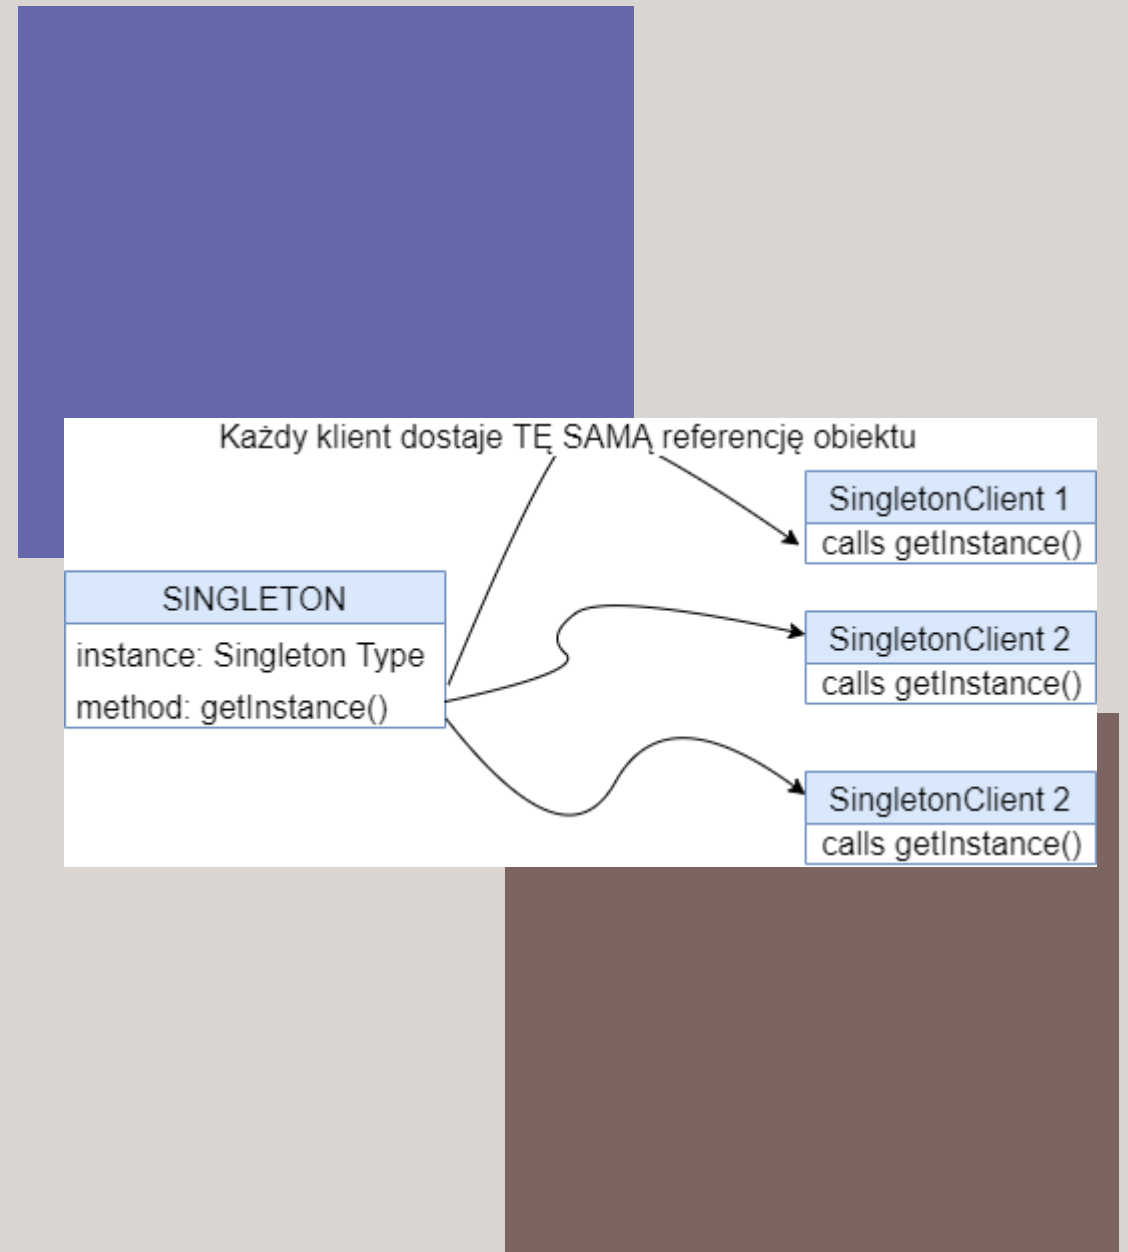 Każdy klient dostaje TĘ SAMĄ referencję obiektu
SINGLETON
instance: Singleton Type
method: getInstance()
SingletonClient 1
calls getInstance()
SingletonClient 2
calls getInstance()
SingletonClient 2
calls getInstance()